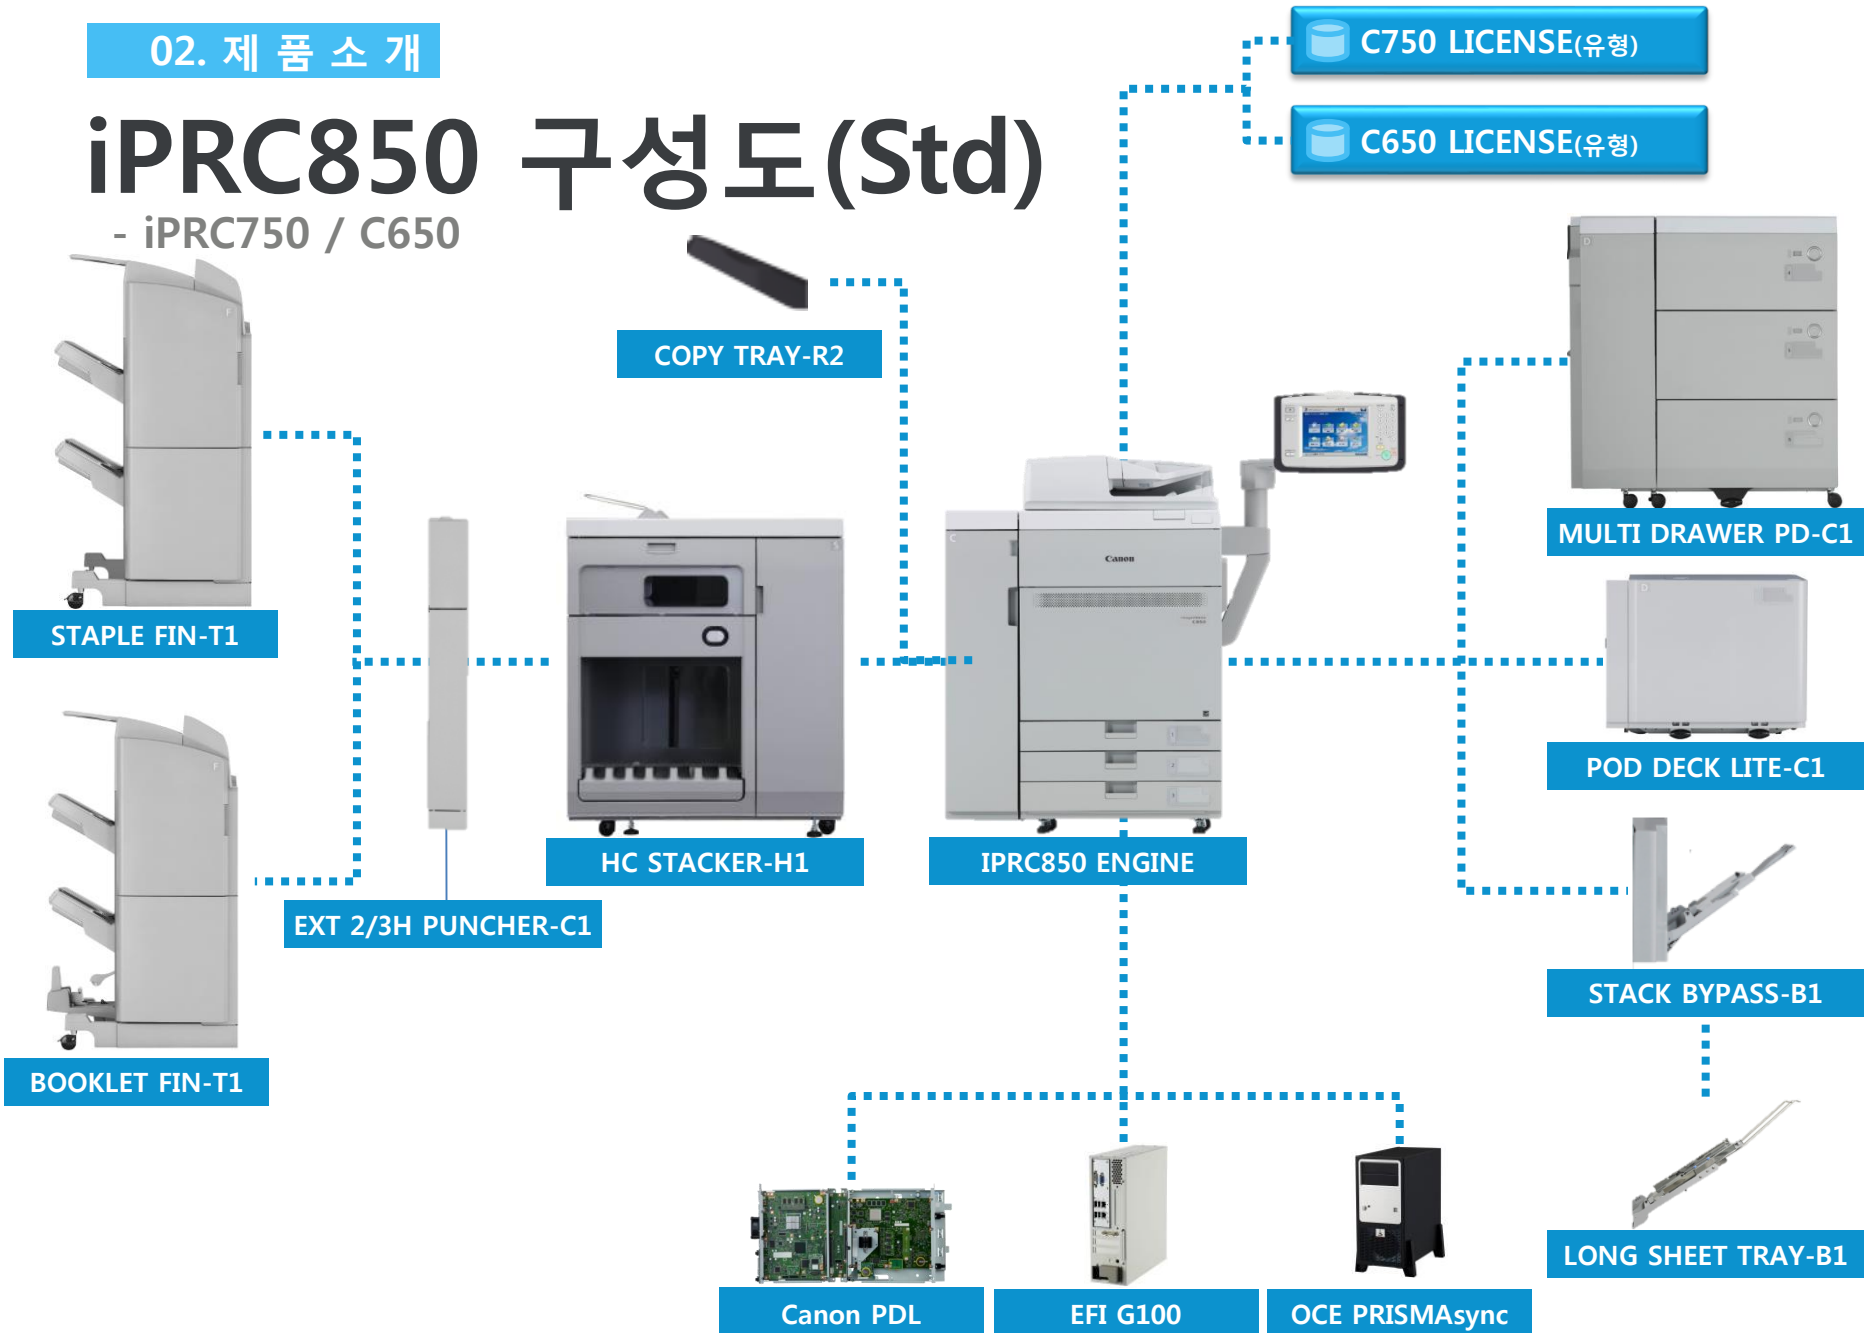 02. 제 품 소 개
iPRC850 구성도(Std)
- iPRC750 / C650
C750 LICENSE(유형)
C650 LICENSE(유형)
COPY TRAY-R2
MULTI DRAWER PD-C1
Canon
STAPLE FIN-T1
POD DECK LITE-C1
HC STACKER-H1
IPRC850 ENGINE
EXT 2/3H PUNCHER-C1
STACK BYPASS-B1
BOOKLET FIN-T1
LONG SHEET TRAY-B1
Canon PDL
EFI G100
OCE PRISMAsync